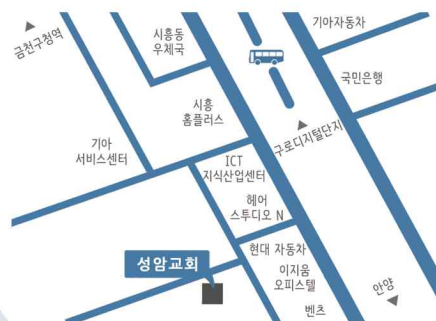 금천구청역
시흥동
우체국
기아자동차
국민은행
시흥
홈플러스
구로디지털단지
기아
서비스센터
ICT
지식산업센터
헤어
스투디오 N
현대 자동차
성암교회
이지움
오피스텔
안양
벤츠